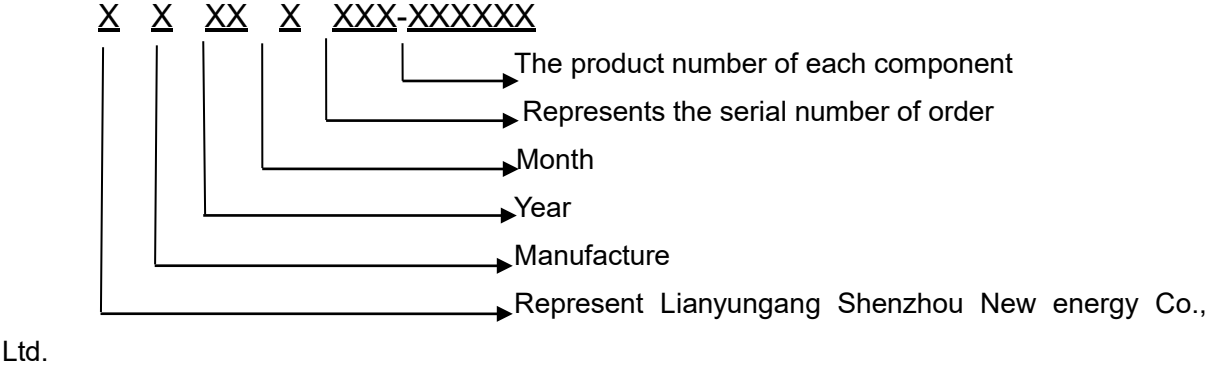 X X XX X XXX-XXXXXX
The product number of each component
Represents the serial number of order
Month
Year
Manufacture
Represent Lianyungang Shenzhou New energy Co.,
Ltd.